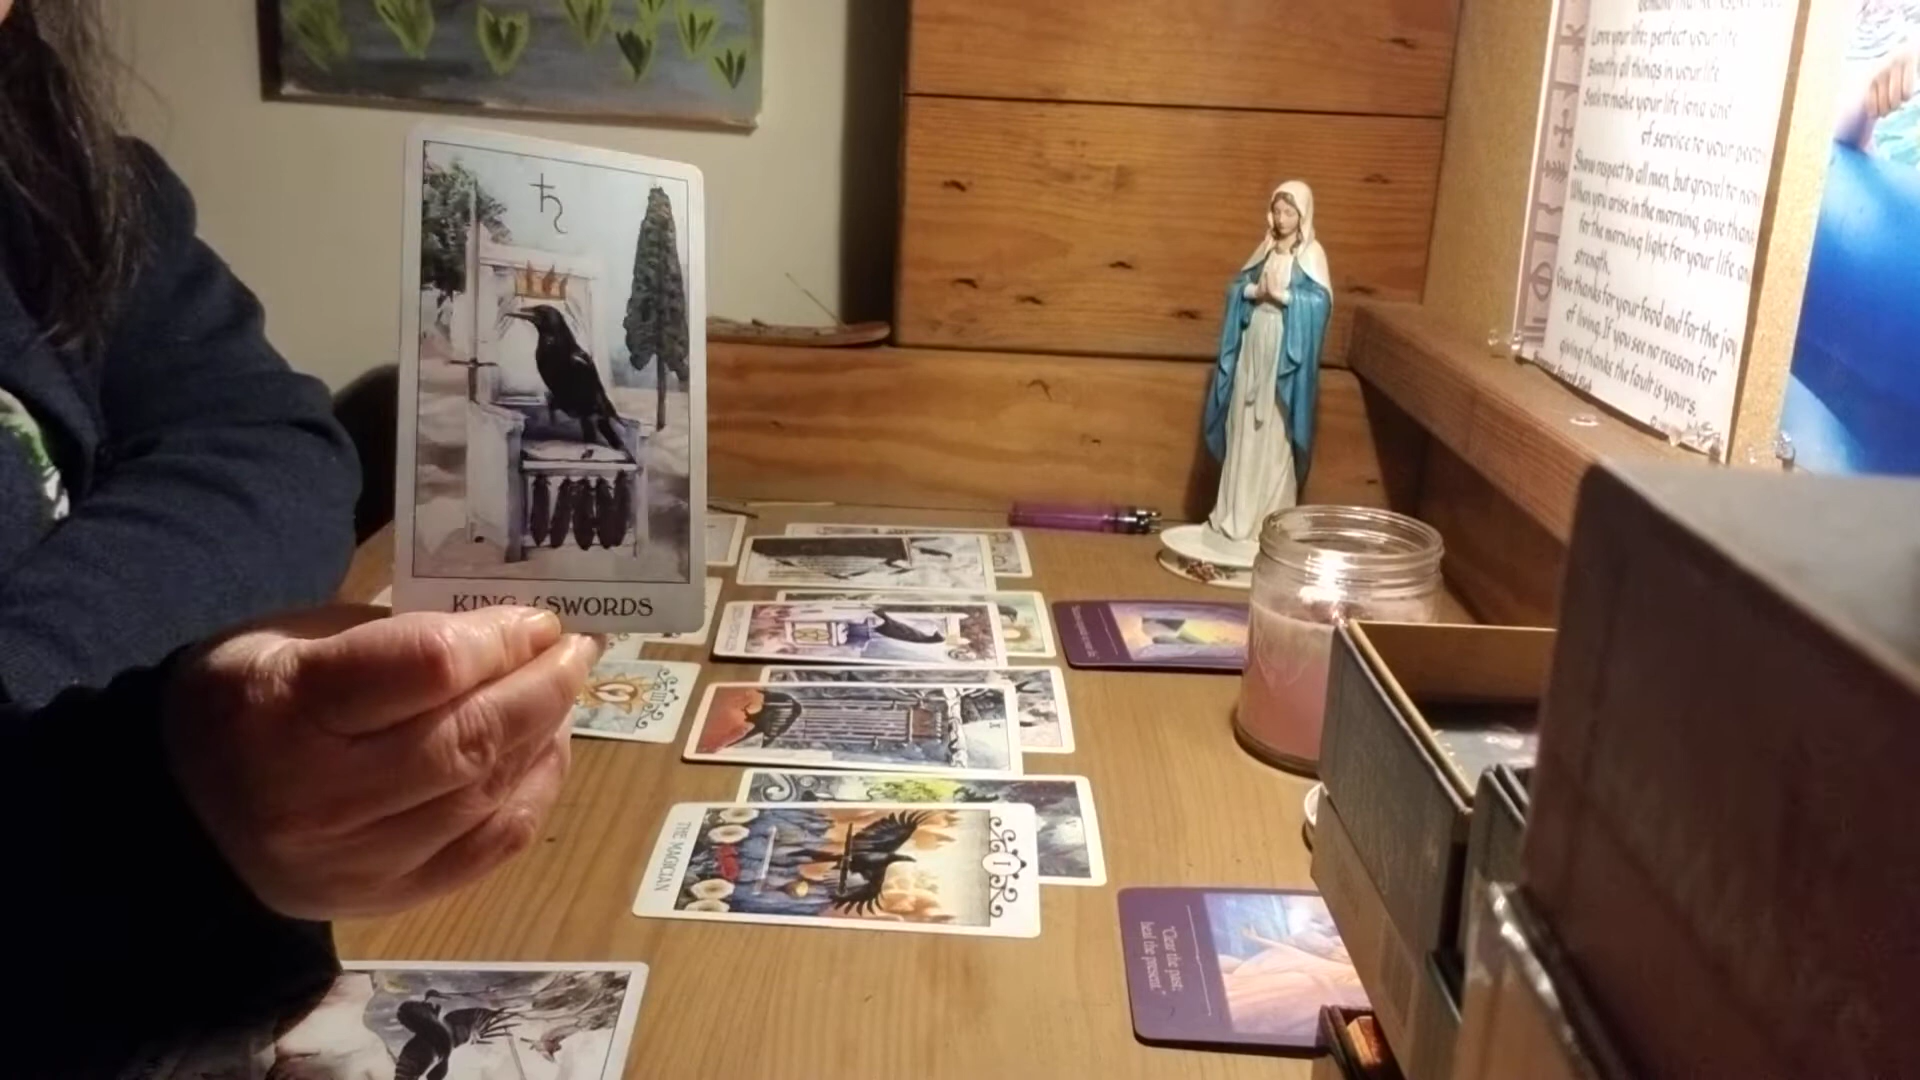 KING of SWORDS
Love your life, perfect your life
Beautify all things in your life
Seek to make your life long and
of service to your
Show respect to all men, but grovel to
When you arise in the morning, give thanks
for the morning light, for your life
strength.
Give thanks for your food and for the joy
of living. If you see no reason for
giving thanks the fault is yours.
I
THE MAGICIAN
"Clear the past;
heal the present."